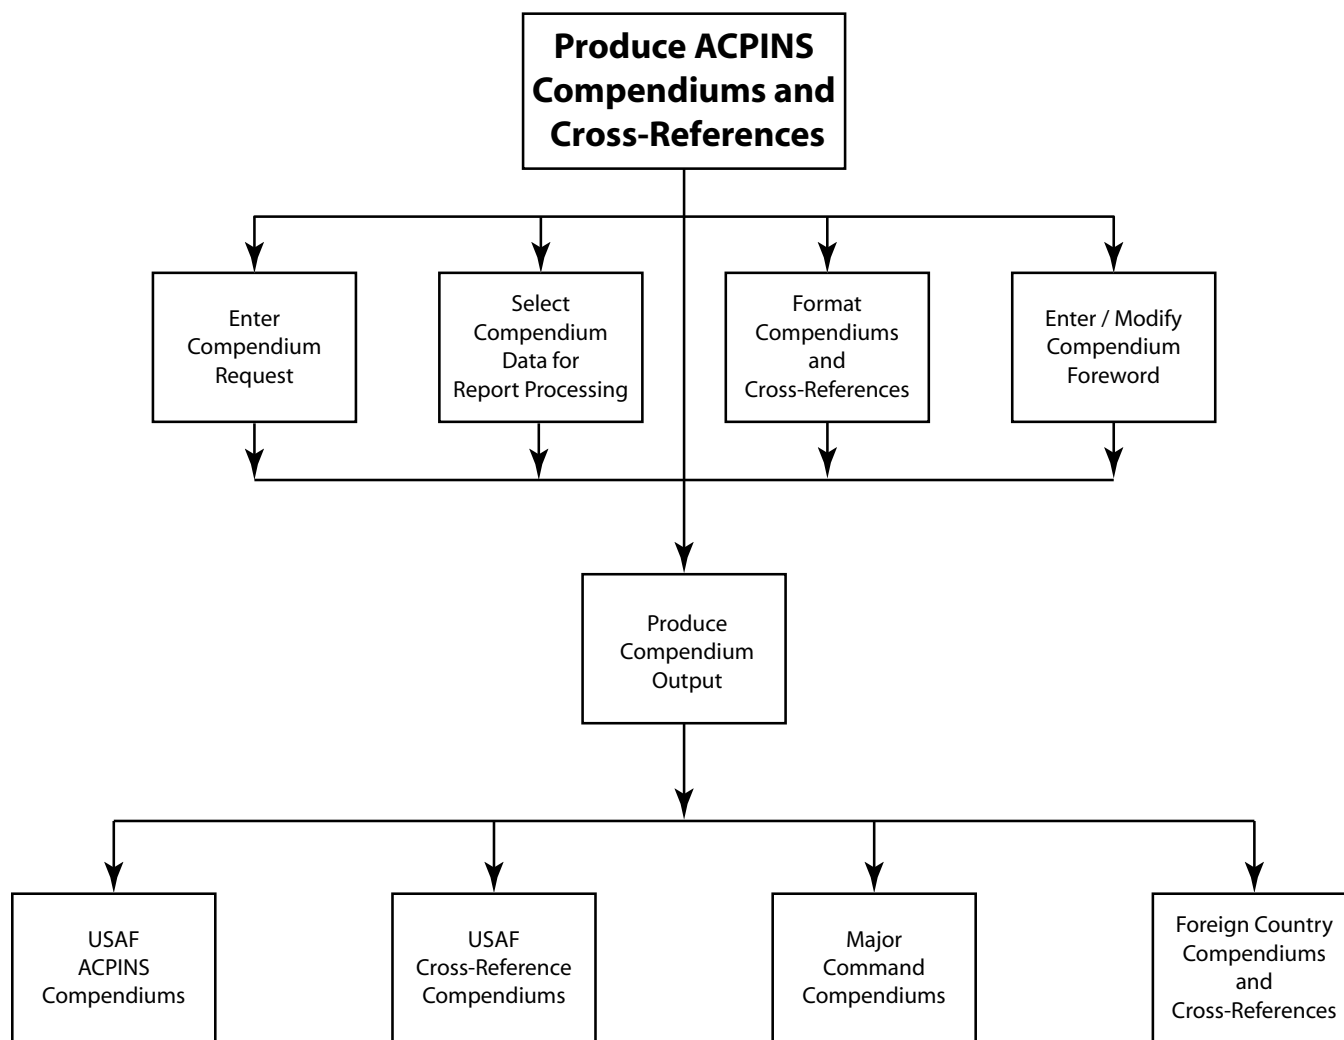 Produce ACPINS
Compendiums and
Cross-References
Enter
Compendium
Request
Select
Compendium
Data for
Report Processing
Format
Compendiums
and
Cross-References
Enter / Modify
Compendium
Foreword
Produce
Compendium
Output
USAF
ACPINS
Compendiums
USAF
Cross-Reference
Compendiums
Major
Command
Compendiums
Foreign Country
Compendiums
and
Cross-References